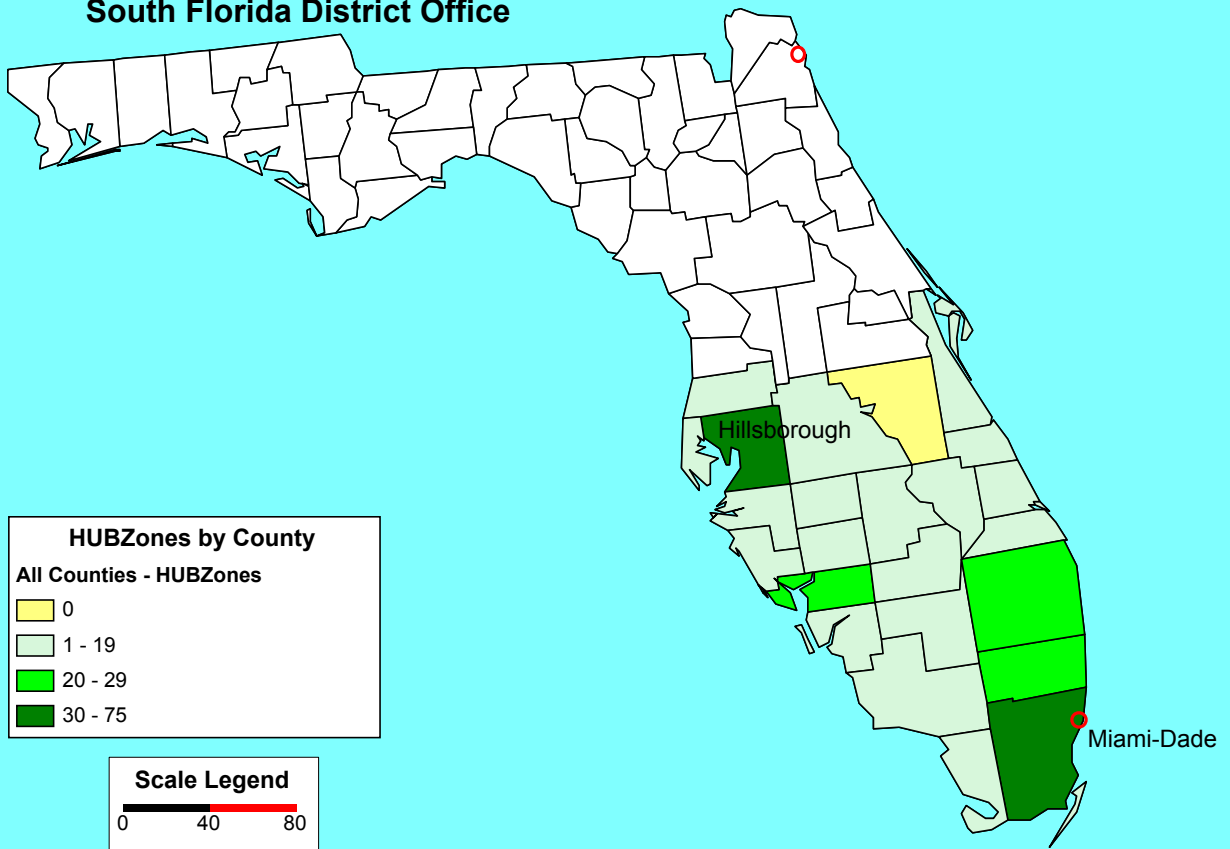 South Florida District Office
Hillsborough
HUBZones by County
All Counties - HUBZones
0
1 - 19
20 - 29
30 - 75
Miami-Dade
Scale Legend
0 40 80